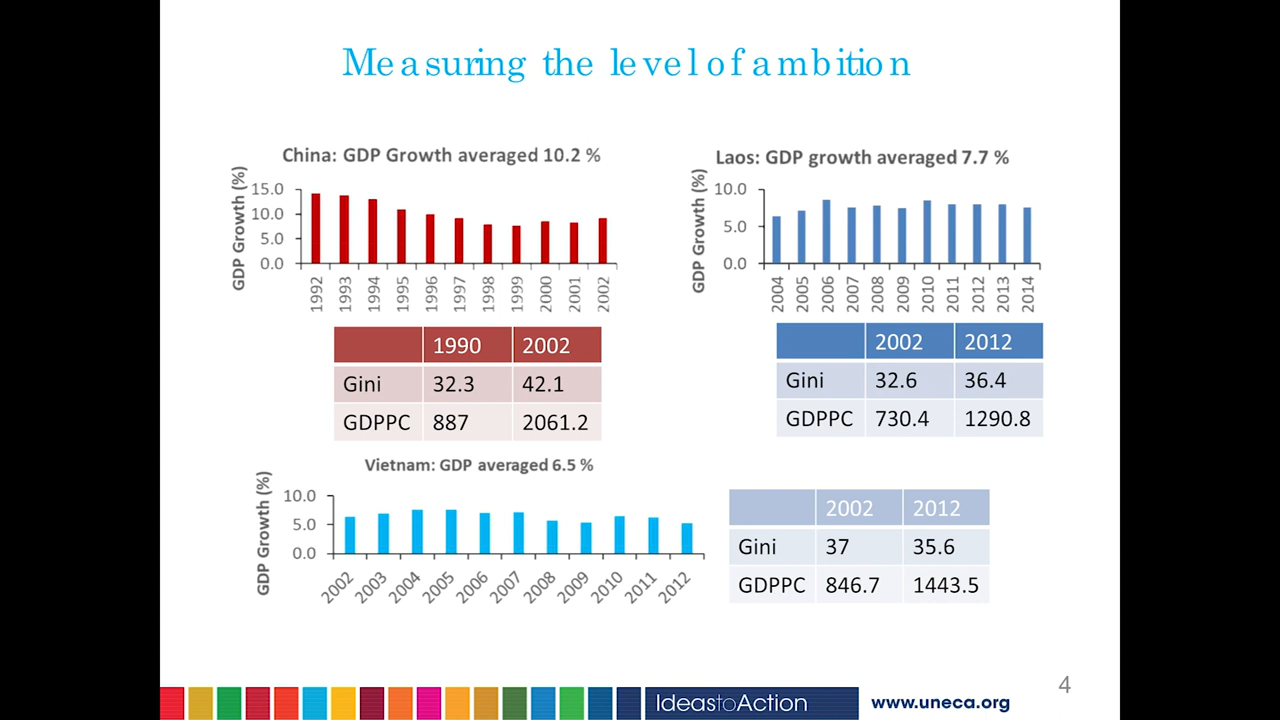 Measuring the level of ambition
China: GDP Growth averaged 10.2 %
GDP Growth (%)
15.0
10.0
5.0
0.0
1992 1993 1994 1995 1996 1997 1998 1999 2000 2001 2002
1990 2002
Gini 32.3 42.1
GDPPC 887 2061.2
Laos: GDP growth averaged 7.7 %
GDP Growth (%)
10.0
5.0
0.0
2004 2005 2006 2007 2008 2009 2010 2011 2012 2013 2014
2002 2012
Gini 32.6 36.4
GDPPC 730.4 1290.8
Vietnam: GDP averaged 6.5 %
GDP Growth (%)
10.0
5.0
0.0
2002 2003 2004 2005 2006 2007 2008 2009 2010 2011 2012
2002 2012
Gini 37 35.6
GDPPC 846.7 1443.5
4
IdeastoAction
www.uneca.org